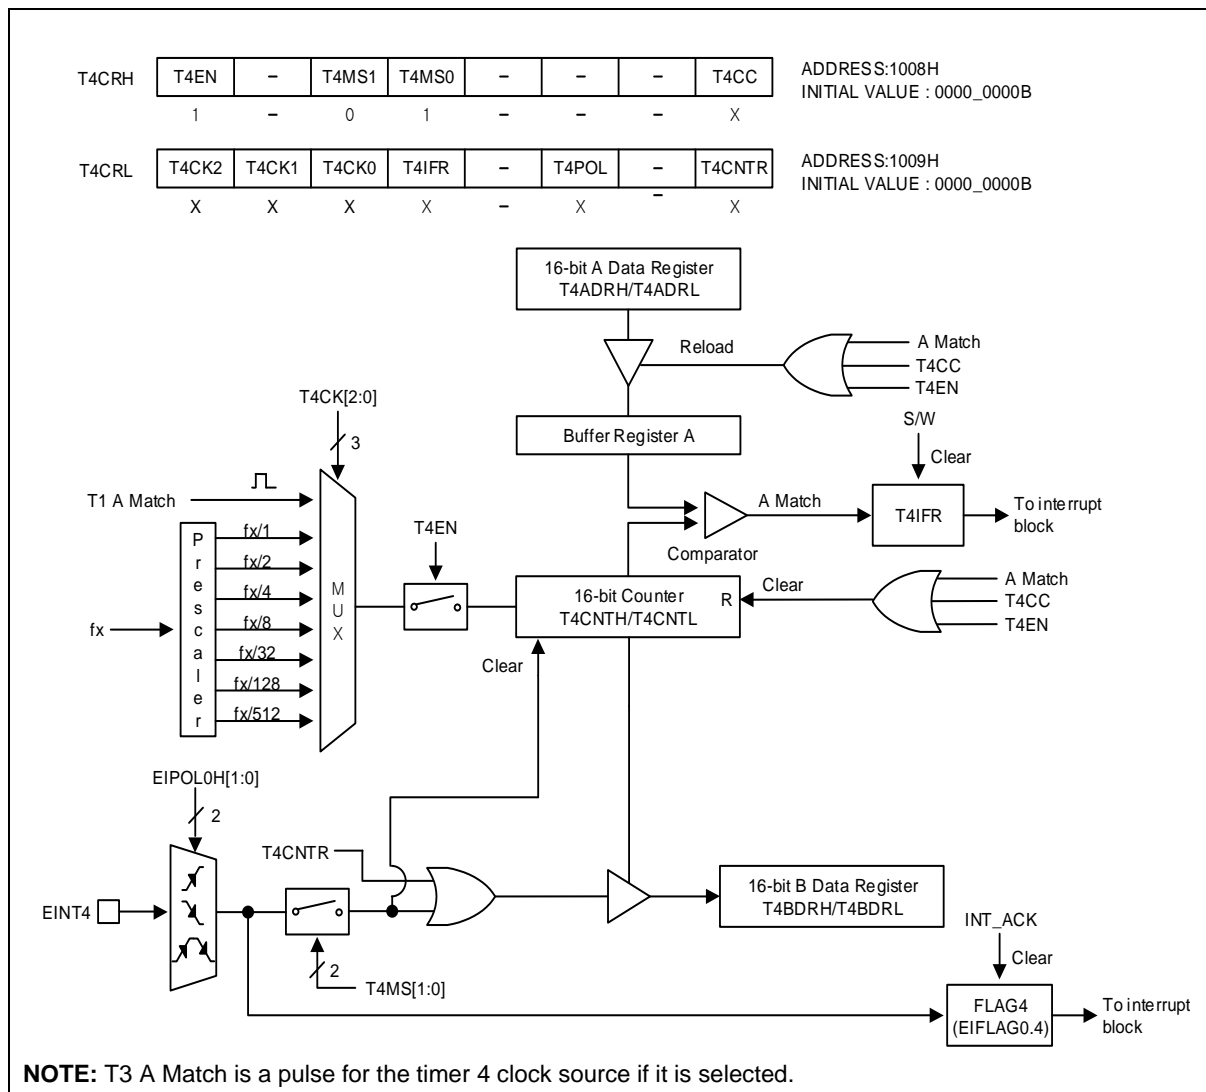 T4CRH T4EN – T4MS1 T4MS0 – – – T4CC
1 – 0 1 – – – X
ADDRESS:1008H
INITIAL VALUE : 0000_0000B
T4CRL T4CK2 T4CK1 T4CK0 T4IFR – T4POL – T4CNTR
X X X X – X – X
ADDRESS:1009H
INITIAL VALUE : 0000_0000B
16-bit A Data Register
T4ADRH/T4ADRL
Reload
A Match
T4CC
T4EN
T4CK[2:0]
3
Buffer Register A
S/W
Clear
T1 A Match
A Match
T4IFR
To interrupt
block
Comparator
Prescaler
fx
fx/1
fx/2
fx/4
fx/8
fx/32
fx/128
fx/512
MUX
T4EN
16-bit Counter
T4CNTH/T4CNTL
R
Clear
A Match
T4CC
T4EN
Clear
EIPOL0H[1:0]
2
T4CNTR
EINT4
2
T4MS[1:0]
16-bit B Data Register
T4BDRH/T4BDRL
INT_ACK
Clear
FLAG4
(EIFLAG0.4)
To interrupt
block
NOTE: T3 A Match is a pulse for the timer 4 clock source if it is selected.